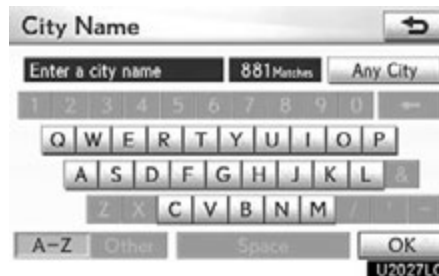 City Name
Enter a city name 881 Matches Any City
1 2 3 4 5 6 7 8 9 0 ←
Q W E R T Y U I O P
A S D F G H J K L &
Z X C V B N M / ' -
A-Z Other Space OK
U2027LC